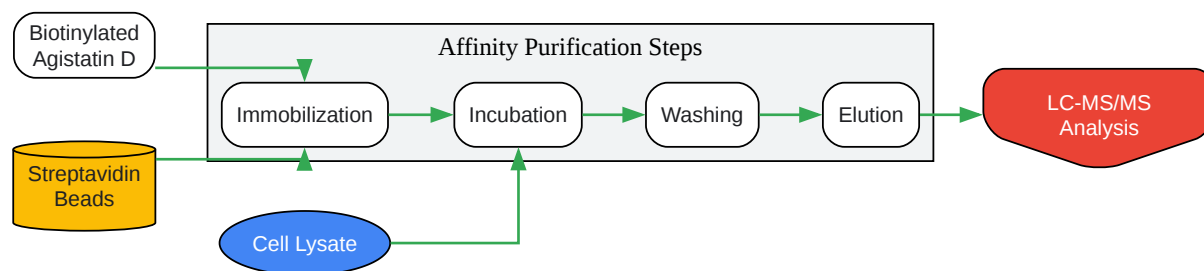 Biotinylated
Agistatin D
Affinity Purification Steps
Immobilization
Incubation
Washing
Elution
LC-MS/MS
Analysis
Streptavidin
Beads
Cell Lysate